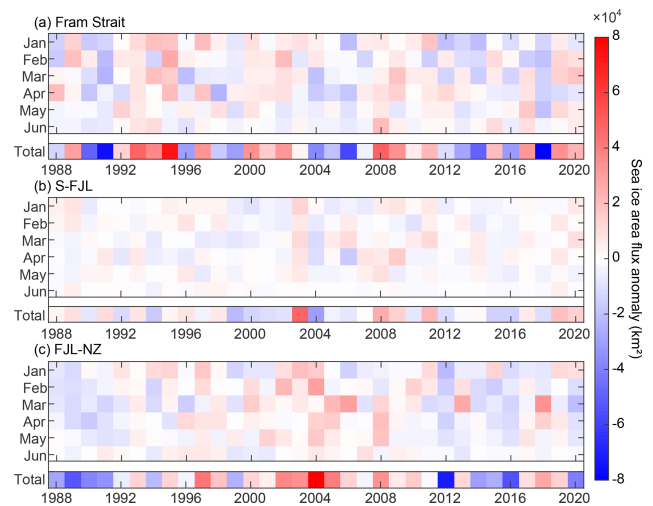 (a) Fram Strait
×10⁴
Jan
Feb
Mar
Apr
May
Jun
Total
1988 1992 1996 2000 2004 2008 2012 2016 2020
(b) S-FJL
Jan
Feb
Mar
Apr
May
Jun
Total
1988 1992 1996 2000 2004 2008 2012 2016 2020
(c) FJL-NZ
Jan
Feb
Mar
Apr
May
Jun
Total
1988 1992 1996 2000 2004 2008 2012 2016 2020
8
6
4
2
0
-2
-4
-6
-8
Sea ice area flux anomaly (km²)